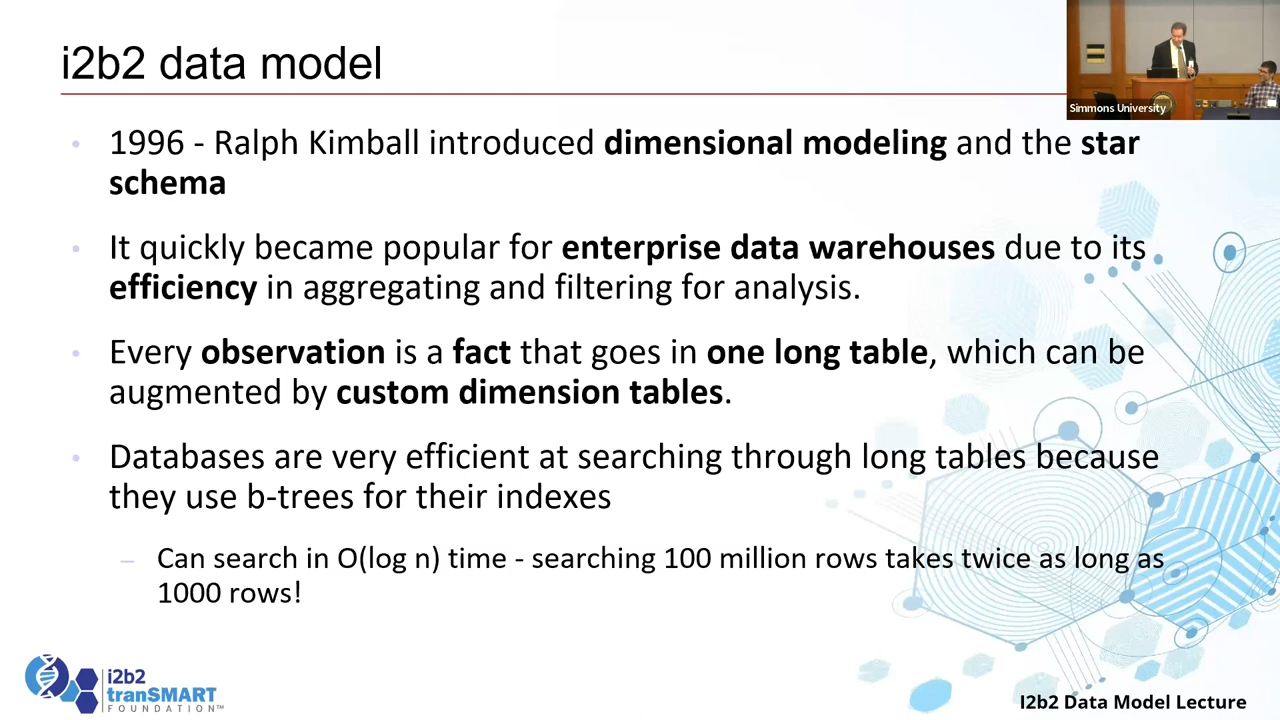 i2b2 data model
Simmons University
1996 - Ralph Kimball introduced dimensional modeling and the star
schema
It quickly became popular for enterprise data warehouses due to its
efficiency in aggregating and filtering for analysis.
Every observation is a fact that goes in one long table, which can be
augmented by custom dimension tables.
Databases are very efficient at searching through long tables because
they use b-trees for their indexes
Can search in O(log n) time - searching 100 million rows takes twice as long as
1000 rows!
i2b2
tranSMART
FOUNDATION™
I2b2 Data Model Lecture